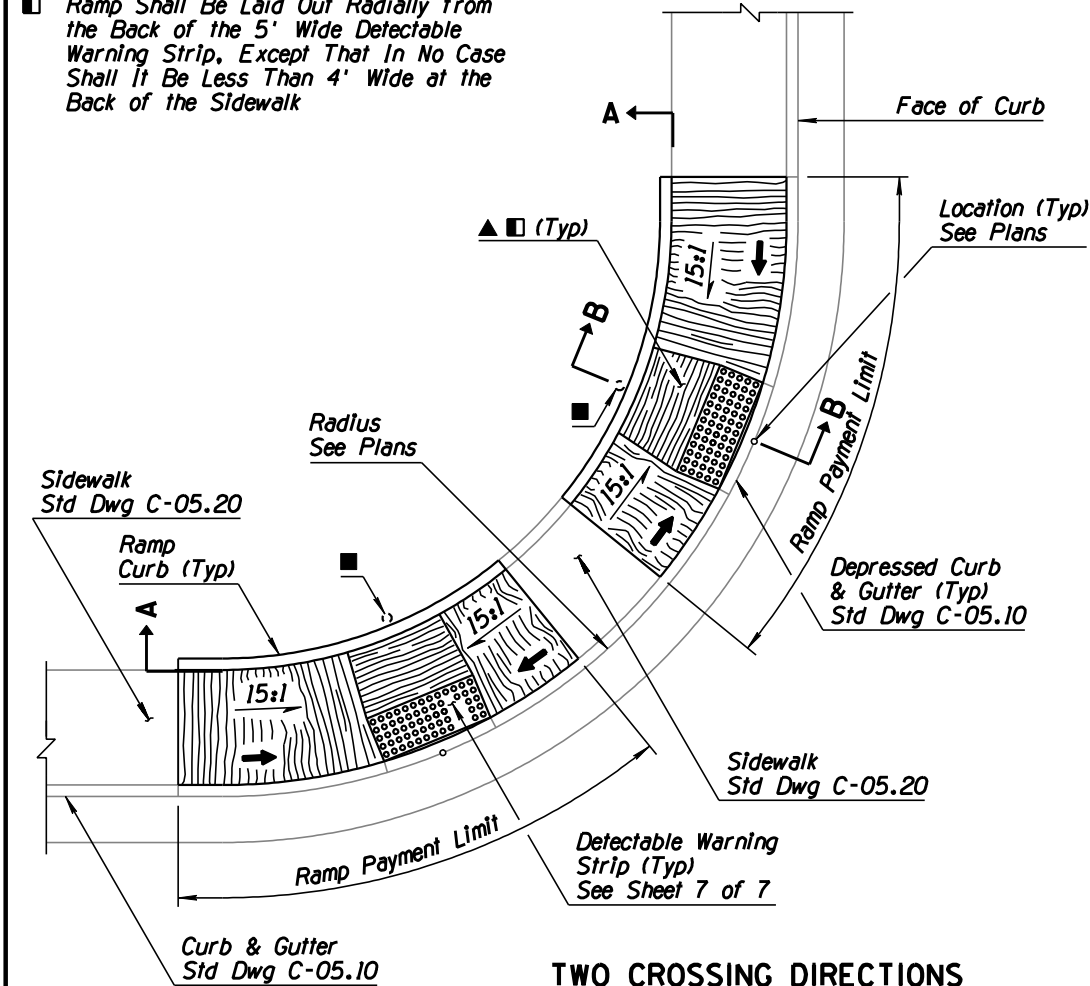 Ramp Shall Be Laid Out Radially from
the Back of the 5' Wide Detectable
Warning Strip, Except That In No Case
Shall It Be Less Than 4' Wide at the
Back of the Sidewalk
A
Face of Curb
Location (Typ)
See Plans
▲ ◧ (Typ)
15:1
B
■
Radius
See Plans
B
Ramp Payment Limit
15:1
Sidewalk
Std Dwg C-05.20
Ramp
Curb (Typ)
■
A
Depressed Curb
& Gutter (Typ)
Std Dwg C-05.10
15:1
15:1
Sidewalk
Std Dwg C-05.20
Ramp Payment Limit
Detectable Warning
Strip (Typ)
See Sheet 7 of 7
Curb & Gutter
Std Dwg C-05.10
TWO CROSSING DIRECTIONS